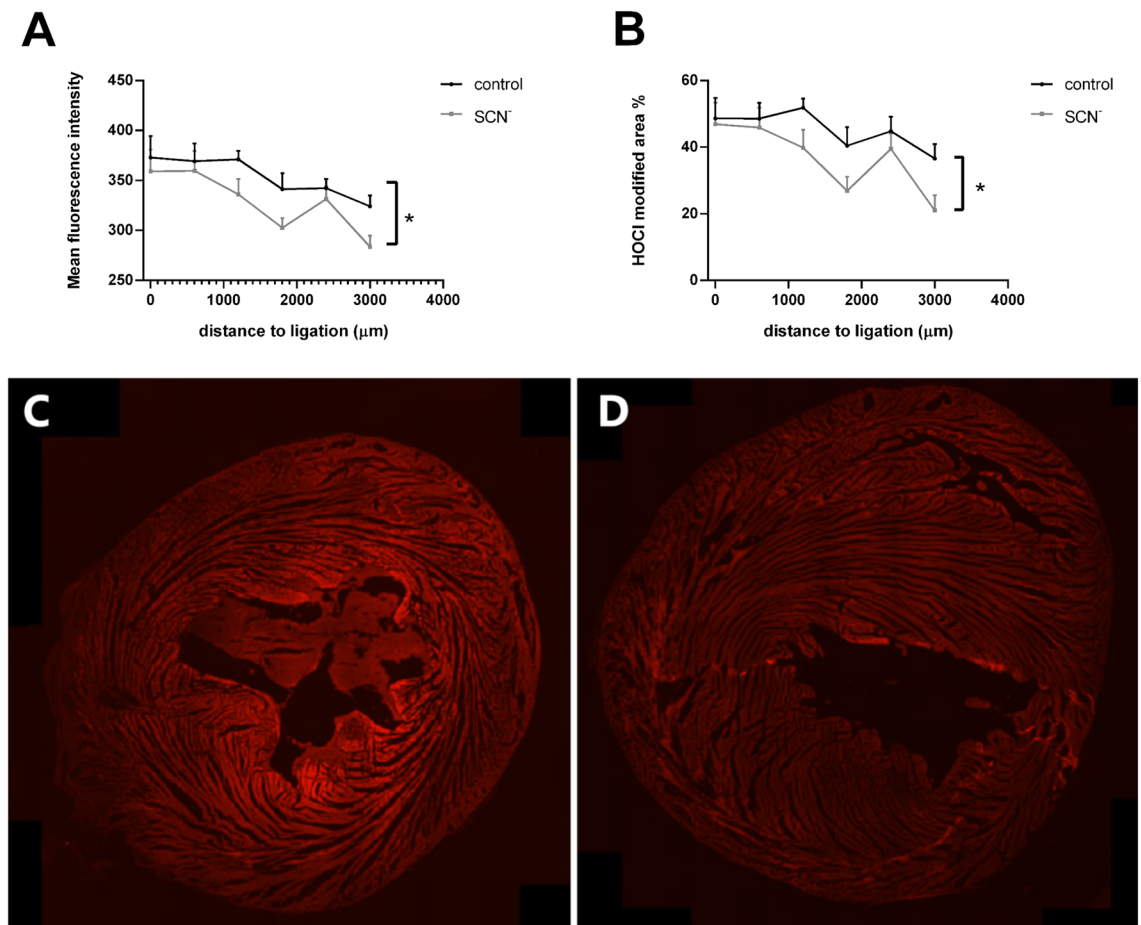 A
Mean fluorescence intensity
450
400
350
300
250
0 1000 2000 3000 4000
distance to ligation (μm)
control
SCN⁻
*
B
HOCl modified area %
60
40
20
0
0 1000 2000 3000 4000
distance to ligation (μm)
control
SCN⁻
*
C
D